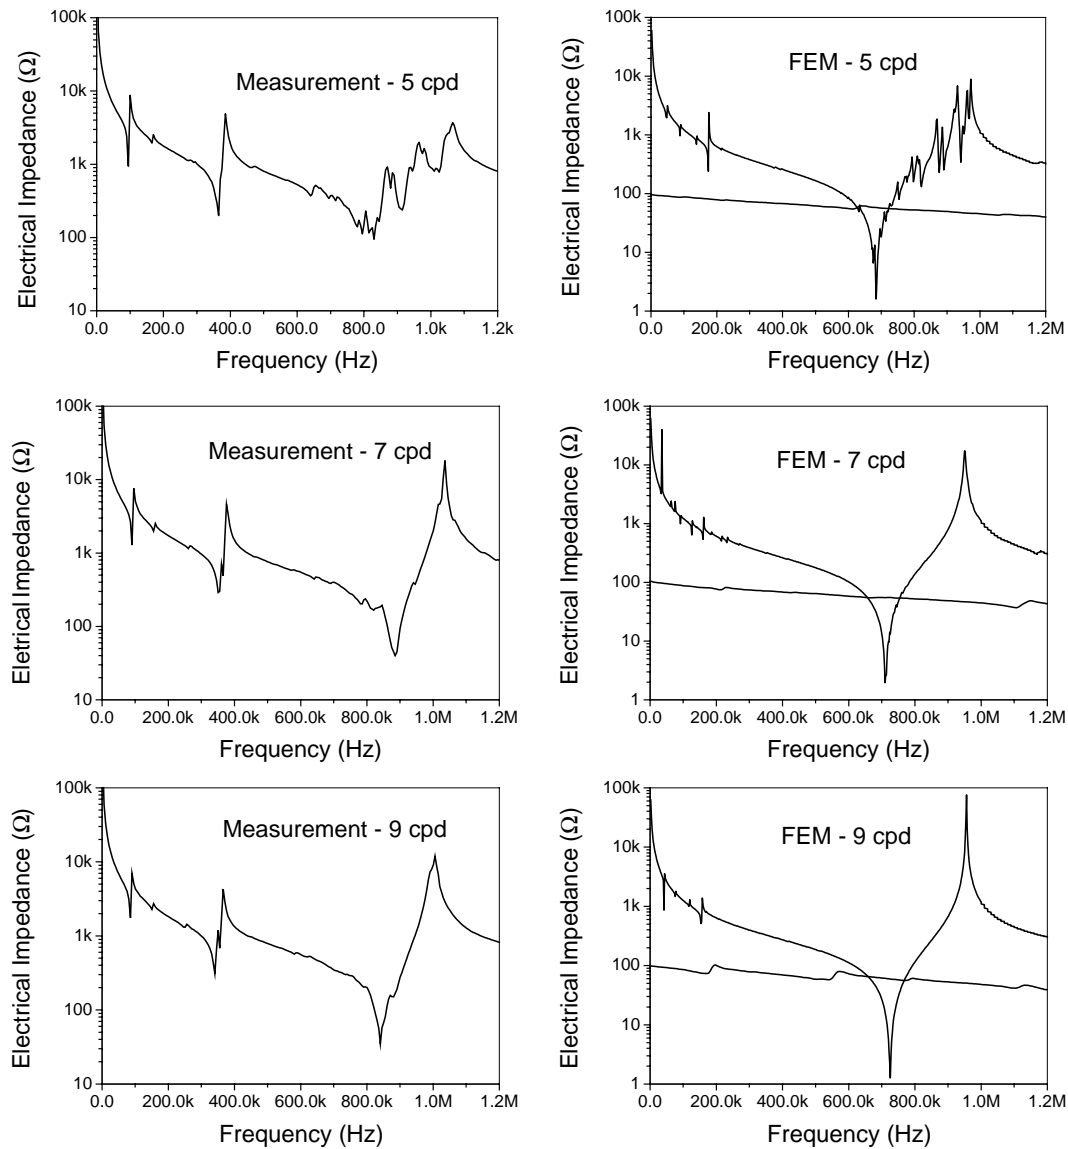 Electrical Impedance (Ω)
100k
10k
1k
100
10
Measurement - 5 cpd
0.0
200.0
400.0
600.0
800.0
1.0k
1.2k
Frequency (Hz)
Electrical Impedance (Ω)
100k
10k
1k
100
10
1
FEM - 5 cpd
0.0
200.0k
400.0k
600.0k
800.0k
1.0M
1.2M
Frequency (Hz)
Eletrical Impedance (Ω)
100k
10k
1k
100
10
Measurement - 7 cpd
0.0
200.0k
400.0k
600.0k
800.0k
1.0M
1.2M
Frequency (Hz)
Electrical Impedance (Ω)
100k
10k
1k
100
10
1
FEM - 7 cpd
0.0
200.0k
400.0k
600.0k
800.0k
1.0M
1.2M
Frequency (Hz)
Electrical Impedance (Ω)
100k
10k
1k
100
10
Measurement - 9 cpd
0.0
200.0k
400.0k
600.0k
800.0k
1.0M
1.2M
Frequency (Hz)
Electrical Impedance (Ω)
100k
10k
1k
100
10
1
FEM - 9 cpd
0.0
200.0k
400.0k
600.0k
800.0k
1.0M
1.2M
Frequency (Hz)